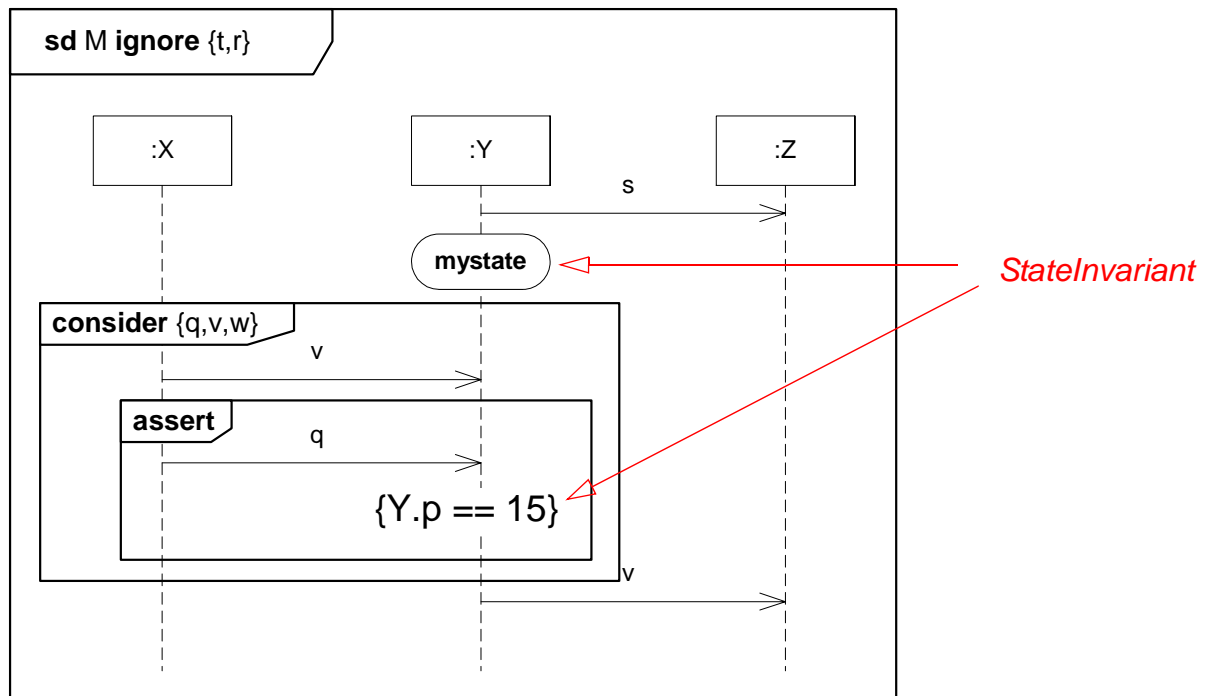 sd M ignore {t,r}
:X
:Y
:Z
s
mystate
StateInvariant
consider {q,v,w}
v
assert
q
{Y.p == 15}
v